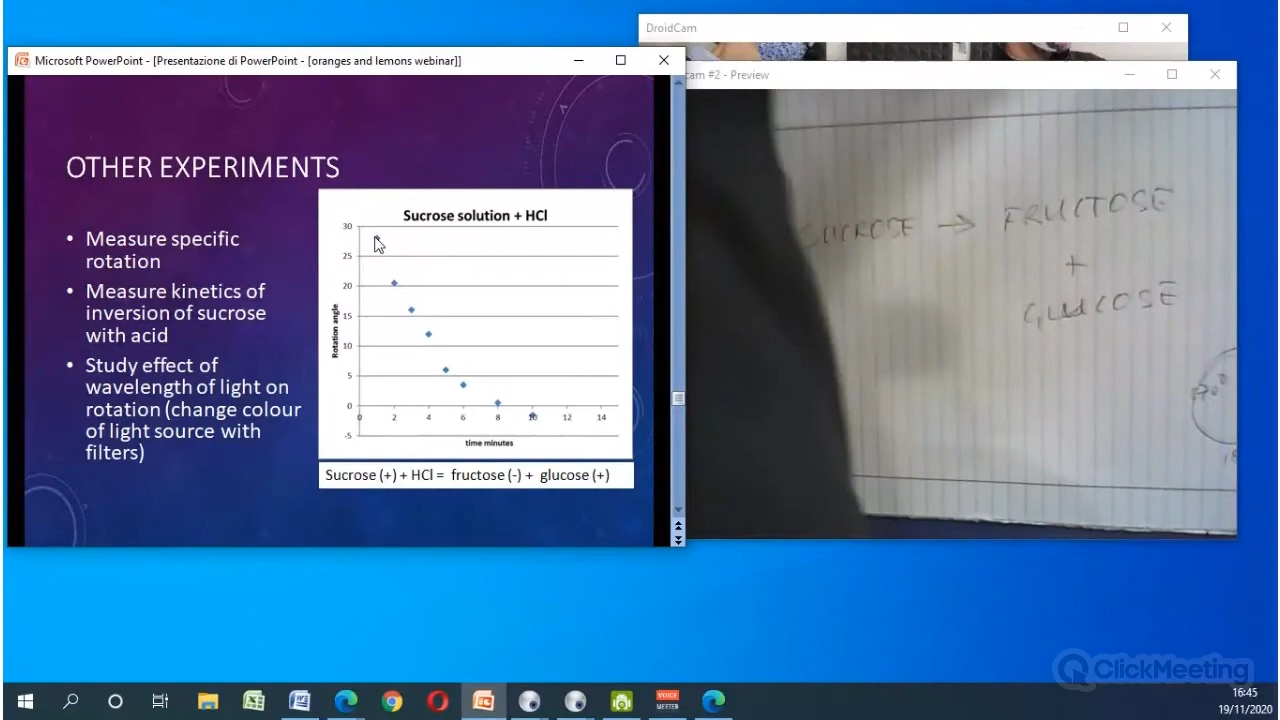 DroidCam
Microsoft PowerPoint - [Presentazione di PowerPoint - [oranges and lemons webinar]]
cam #2 - Preview
OTHER EXPERIMENTS
• Measure specific
rotation
• Measure kinetics of
inversion of sucrose
with acid
• Study effect of
wavelength of light on
rotation (change colour
of light source with
filters)
Sucrose solution + HCl
30
25
20
15
10
5
0
-5
Rotation angle
0 2 4 6 8 10 12 14
time minutes
Sucrose (+) + HCl = fructose (-) + glucose (+)
SUCROSE → FRUCTOSE
+
GLUCOSE
ClickMeeting
VOICE
MEETER
16:45
19/11/2020